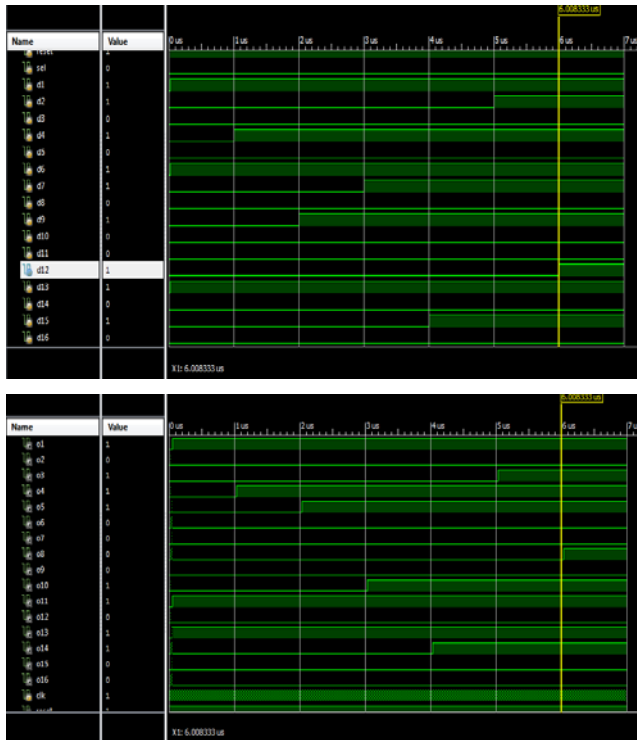 6.008333 us
Name Value 0 us 1 us 2 us 3 us 4 us 5 us 6 us 7 us
reset 1
sel 0
d1 1
d2 1
d3 0
d4 1
d5 0
d6 1
d7 1
d8 0
d9 1
d10 0
d11 0
d12 1
d13 1
d14 0
d15 1
d16 0
X1: 6.008333 us
6.008333 us
Name Value 0 us 1 us 2 us 3 us 4 us 5 us 6 us 7 u
o1 1
o2 0
o3 1
o4 1
o5 1
o6 0
o7 0
o8 0
o9 0
o10 1
o11 1
o12 0
o13 1
o14 1
o15 0
o16 0
clk 1
X1: 6.008333 us